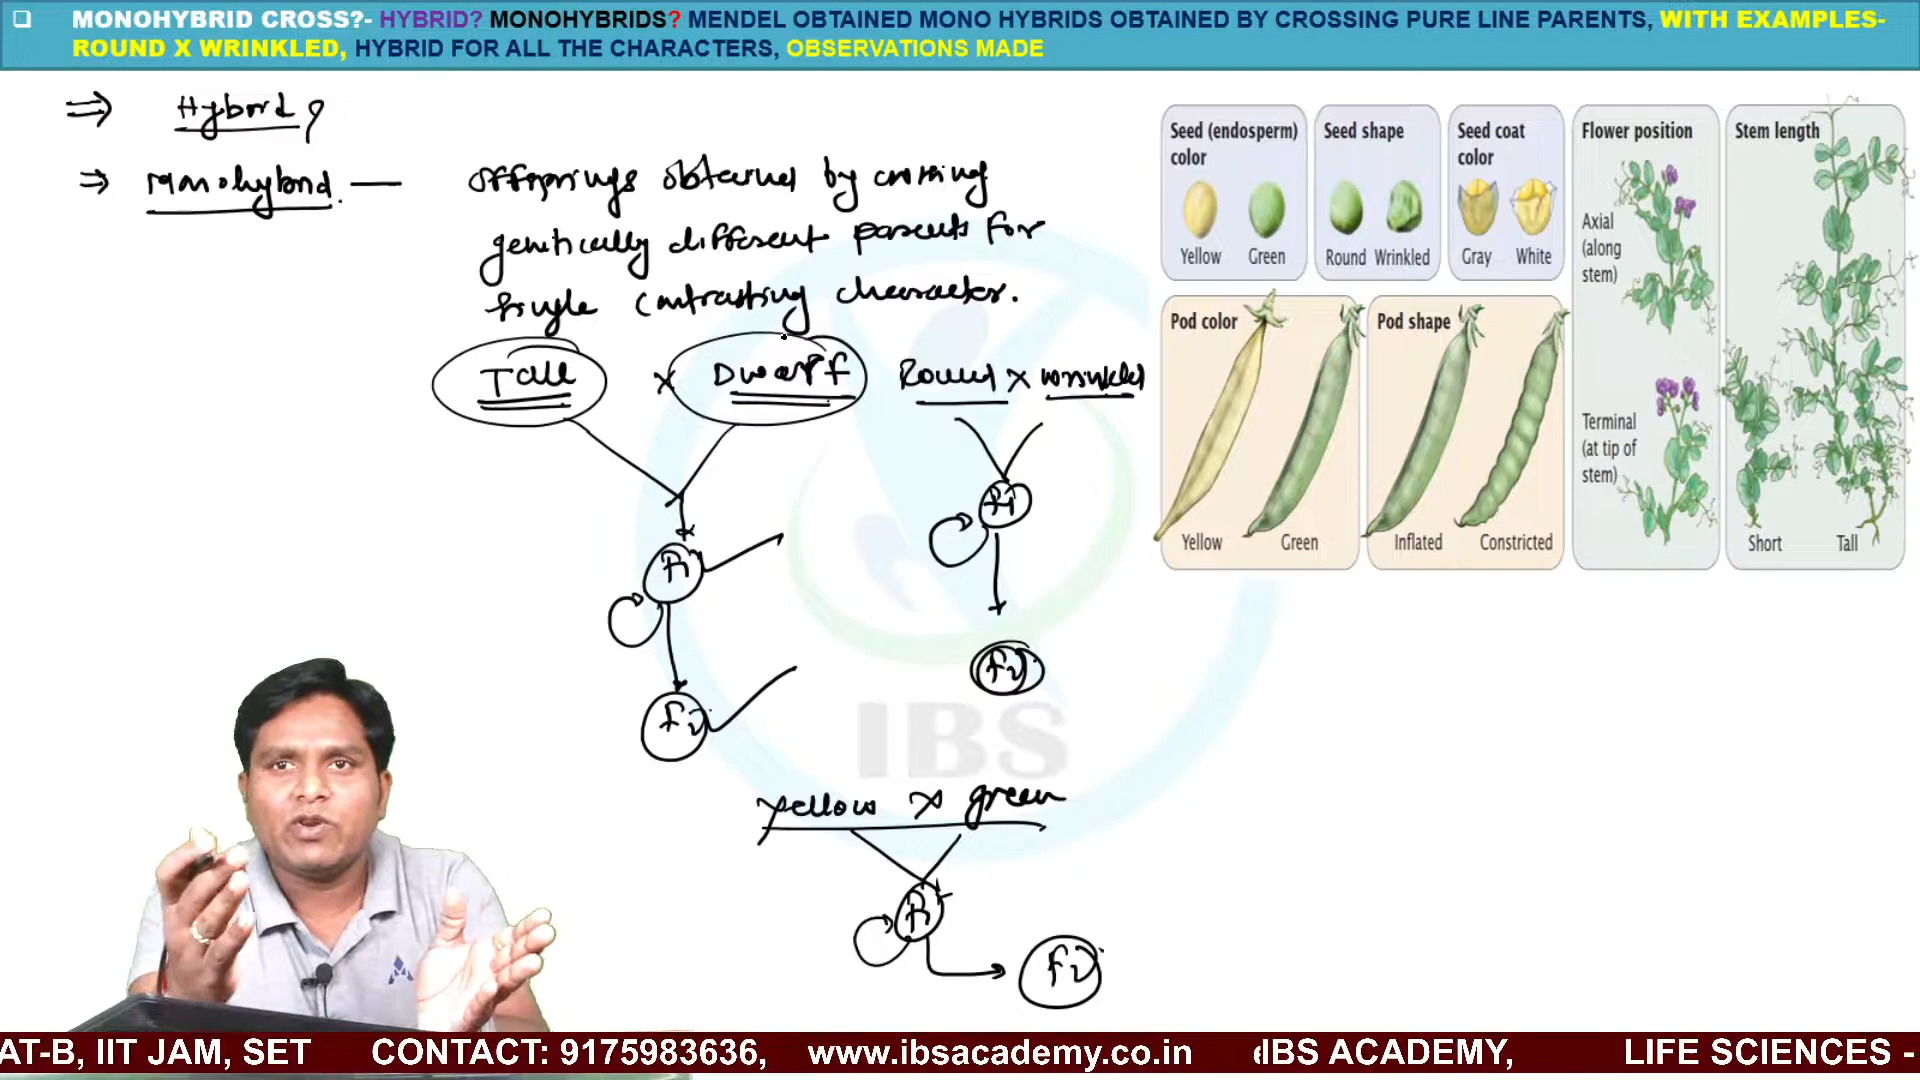 ❑ MONOHYBRID CROSS?- HYBRID? MONOHYBRIDS? MENDEL OBTAINED MONO HYBRIDS OBTAINED BY CROSSING PURE LINE PARENTS, WITH EXAMPLES-
ROUND X WRINKLED, HYBRID FOR ALL THE CHARACTERS, OBSERVATIONS MADE
⇒ Hybrid ?
⇒ Monohybrid. — offsprings obtained by crossing
genetically different parents for
single contrasting character.
Tall x Dwarf
Round x wrinkled
F1
F1
F2
F2
Yellow x green
F1
F2
Seed (endosperm)
color
Yellow Green
Seed shape
Round Wrinkled
Seed coat
color
Gray White
Flower position
Axial
(along
stem)
Terminal
(at tip of
stem)
Stem length
Short Tall
Pod color
Yellow Green
Pod shape
Inflated Constricted
IBS
AT-B, IIT JAM, SET CONTACT: 9175983636, www.ibsacademy.co.in IBS ACADEMY, LIFE SCIENCES -